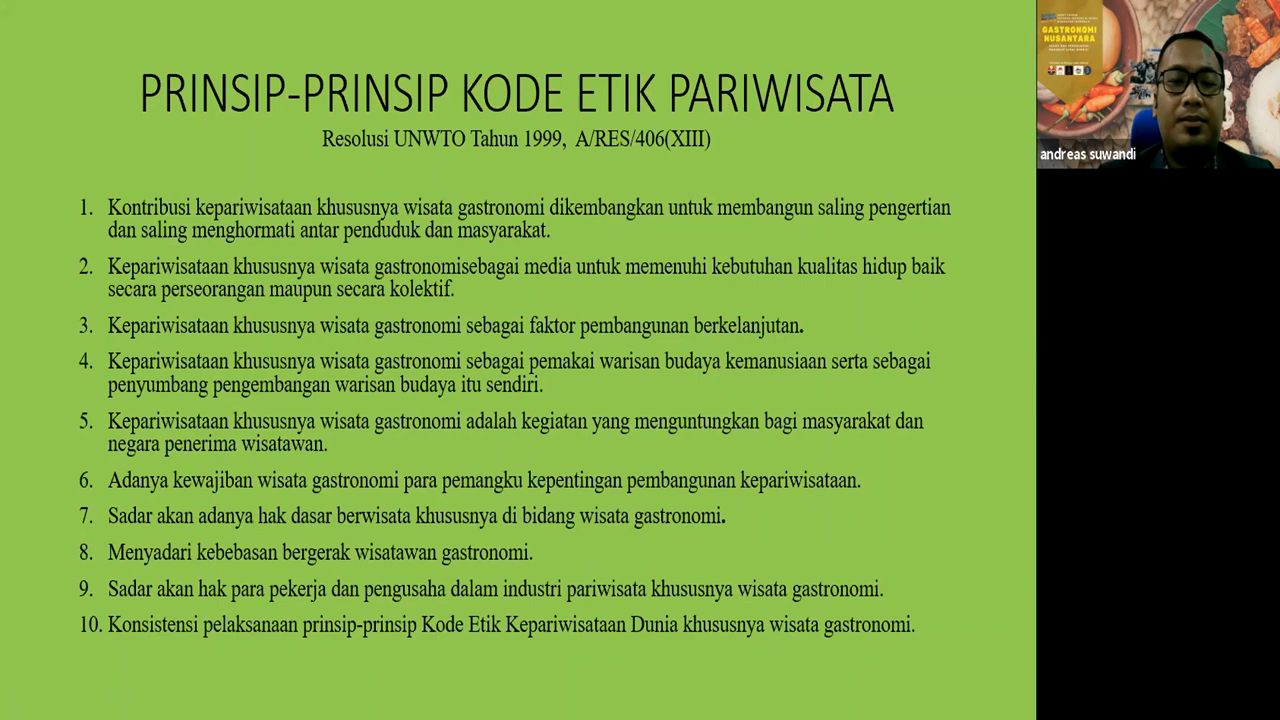 PRINSIP-PRINSIP KODE ETIK PARIWISATA
Resolusi UNWTO Tahun 1999, A/RES/406(XIII)
1. Kontribusi kepariwisataan khususnya wisata gastronomi dikembangkan untuk membangun saling pengertian
dan saling menghormati antar penduduk dan masyarakat.
2. Kepariwisataan khususnya wisata gastronomisebagai media untuk memenuhi kebutuhan kualitas hidup baik
secara perseorangan maupun secara kolektif.
3. Kepariwisataan khususnya wisata gastronomi sebagai faktor pembangunan berkelanjutan.
4. Kepariwisataan khususnya wisata gastronomi sebagai pemakai warisan budaya kemanusiaan serta sebagai
penyumbang pengembangan warisan budaya itu sendiri.
5. Kepariwisataan khususnya wisata gastronomi adalah kegiatan yang menguntungkan bagi masyarakat dan
negara penerima wisatawan.
6. Adanya kewajiban wisata gastronomi para pemangku kepentingan pembangunan kepariwisataan.
7. Sadar akan adanya hak dasar berwisata khususnya di bidang wisata gastronomi.
8. Menyadari kebebasan bergerak wisatawan gastronomi.
9. Sadar akan hak para pekerja dan pengusaha dalam industri pariwisata khususnya wisata gastronomi.
10. Konsistensi pelaksanaan prinsip-prinsip Kode Etik Kepariwisataan Dunia khususnya wisata gastronomi.
GASTRONOMI
NUSANTARA
andreas suwandi